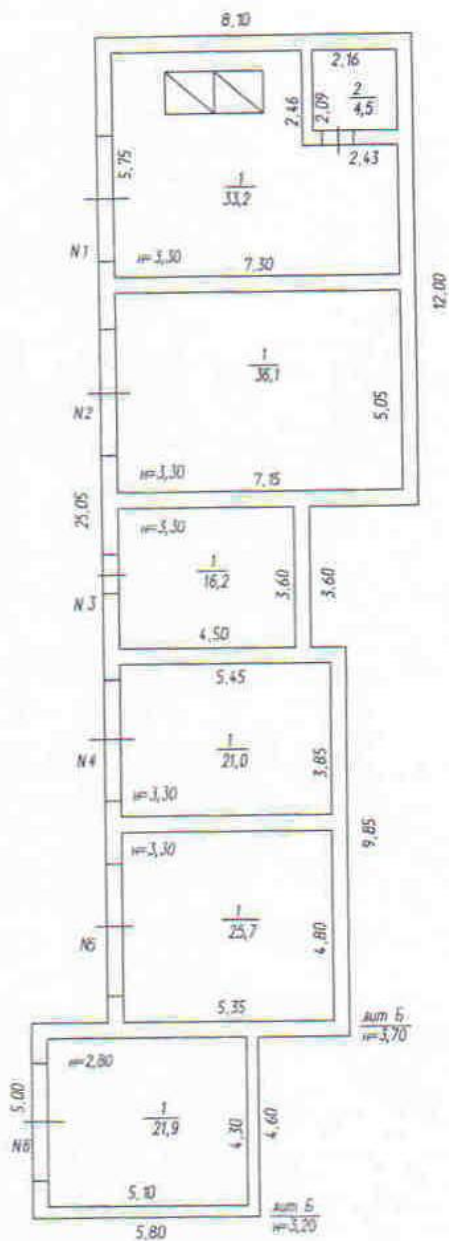 8,10
2,16
2
4,5
2,09
2,46
2,43
5,75
1
33,2
N1
н=3,30
7,30
12,00
1
36,1
5,05
N2
н=3,30
7,15
25,05
н=3,30
1
16,2
3,60
3,60
N3
4,50
5,45
1
21,0
3,85
N4
н=3,30
9,85
н=3,30
1
25,7
4,80
N5
5,35
лит Б
н=3,70
н=2,80
5,00
1
21,9
4,30
4,60
N6
5,10
лит Б
н=3,20
5,80